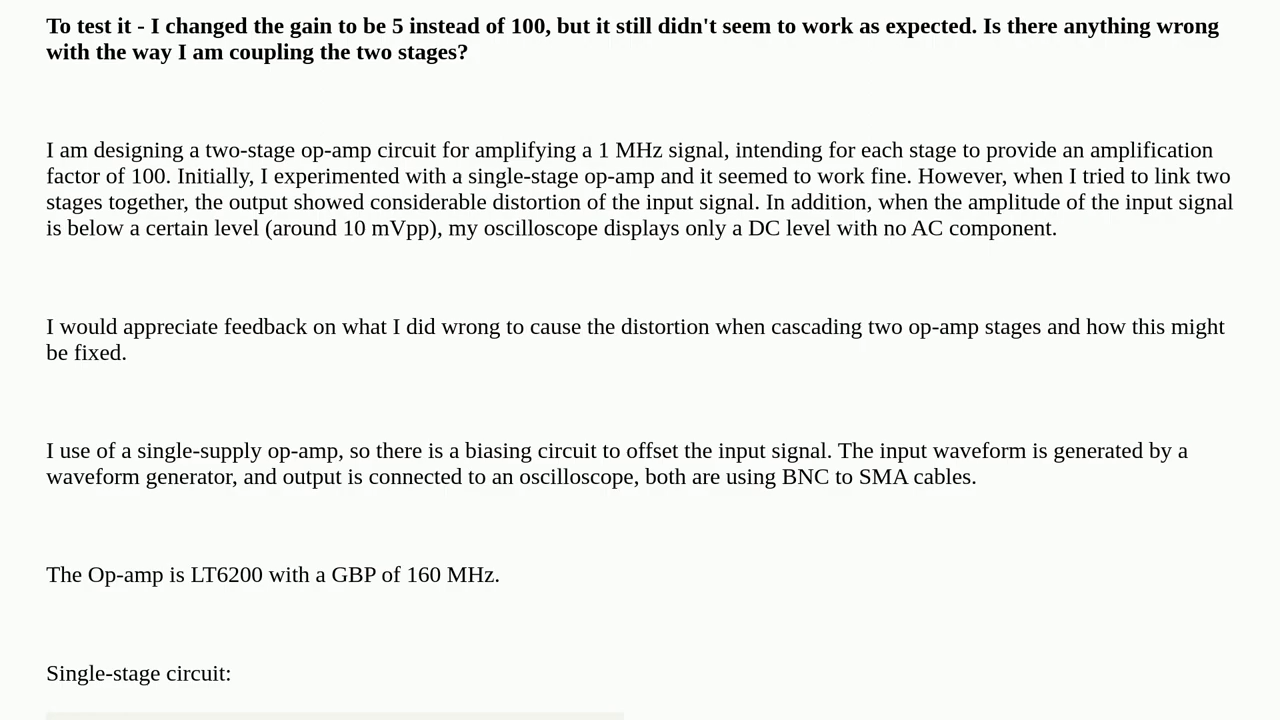 To test it - I changed the gain to be 5 instead of 100, but it still didn't seem to work as expected. Is there anything wrong
with the way I am coupling the two stages?
I am designing a two-stage op-amp circuit for amplifying a 1 MHz signal, intending for each stage to provide an amplification
factor of 100. Initially, I experimented with a single-stage op-amp and it seemed to work fine. However, when I tried to link two
stages together, the output showed considerable distortion of the input signal. In addition, when the amplitude of the input signal
is below a certain level (around 10 mVpp), my oscilloscope displays only a DC level with no AC component.
I would appreciate feedback on what I did wrong to cause the distortion when cascading two op-amp stages and how this might
be fixed.
I use of a single-supply op-amp, so there is a biasing circuit to offset the input signal. The input waveform is generated by a
waveform generator, and output is connected to an oscilloscope, both are using BNC to SMA cables.
The Op-amp is LT6200 with a GBP of 160 MHz.
Single-stage circuit: